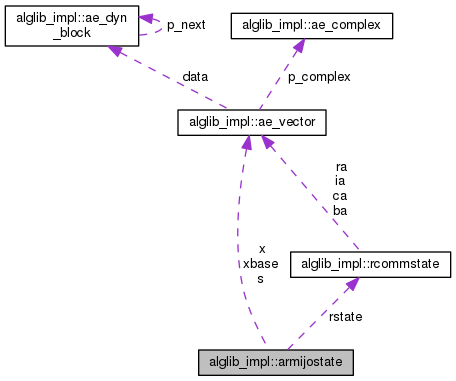 alglib_impl::ae_dyn
_block
p_next
alglib_impl::ae_complex
data
p_complex
alglib_impl::ae_vector
ra
ia
ca
ba
x
xbase
s
alglib_impl::rcommstate
rstate
alglib_impl::armijostate